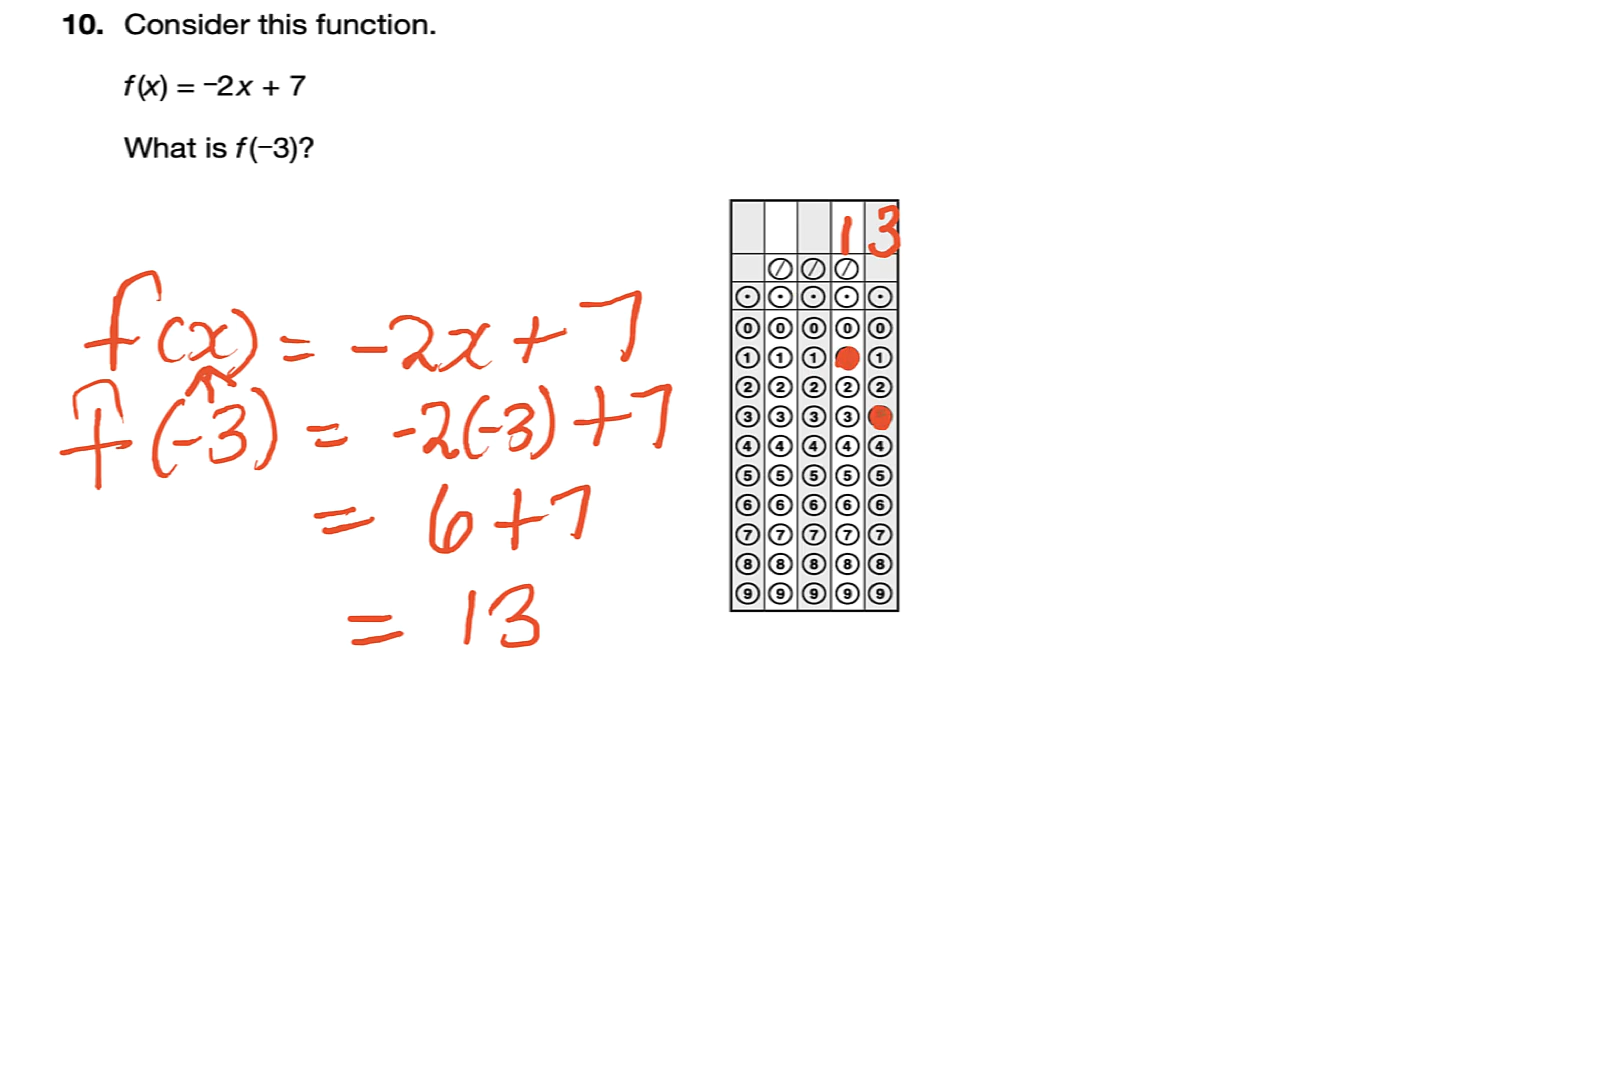 10. Consider this function.
f(x) = −2x + 7
What is f(−3)?
f(x) = -2x + 7
f(-3) = -2(-3) + 7
= 6 + 7
= 13
1 3
/ / /
. . . . .
0 0 0 0 0
1 1 1 1
2 2 2 2 2
3 3 3 3
4 4 4 4 4
5 5 5 5 5
6 6 6 6 6
7 7 7 7 7
8 8 8 8 8
9 9 9 9 9